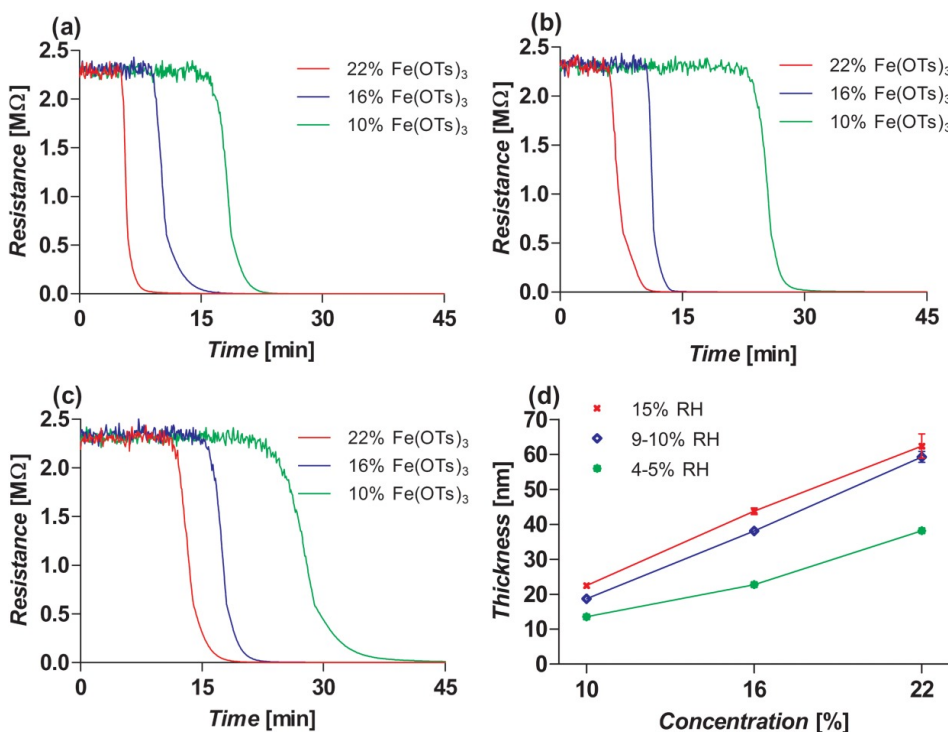 (a)
2.5
2.0
1.5
1.0
0.5
0.0
Resistance [MΩ]
22% Fe(OTs)₃
16% Fe(OTs)₃
10% Fe(OTs)₃
0 15 30 45
Time [min]
(b)
2.5
2.0
1.5
1.0
0.5
0.0
Resistance [MΩ]
22% Fe(OTs)₃
16% Fe(OTs)₃
10% Fe(OTs)₃
0 15 30 45
Time [min]
(c)
2.5
2.0
1.5
1.0
0.5
0.0
Resistance [MΩ]
22% Fe(OTs)₃
16% Fe(OTs)₃
10% Fe(OTs)₃
0 15 30 45
Time [min]
(d)
70
60
50
40
30
20
10
0
Thickness [nm]
15% RH
9-10% RH
4-5% RH
10 16 22
Concentration [%]